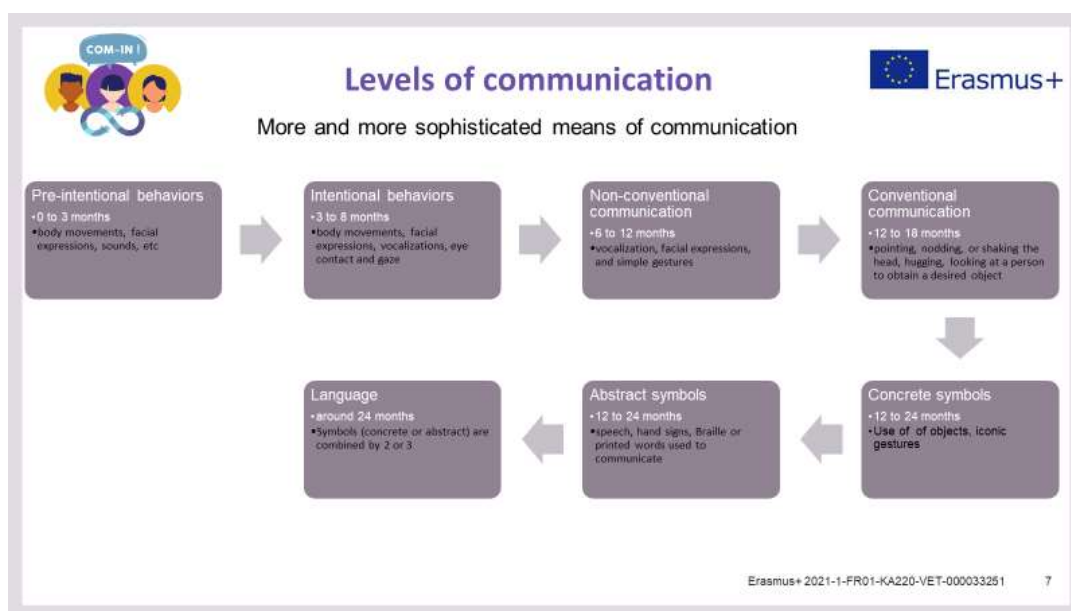 COM-IN !
Levels of communication
Erasmus+
More and more sophisticated means of communication
Pre-intentional behaviors
•0 to 3 months
▪body movements, facial
expressions, sounds, etc
Intentional behaviors
•3 to 8 months
▪body movements, facial
expressions, vocalizations, eye
contact and gaze
Non-conventional
communication
•6 to 12 months
▪vocalization, facial expressions,
and simple gestures
Conventional
communication
•12 to 18 months
▪pointing, nodding, or shaking the
head, hugging, looking at a person
to obtain a desired object
Concrete symbols
•12 to 24 months
•Use of of objects, iconic
gestures
Abstract symbols
•12 to 24 months
▪speech, hand signs, Braille or
printed words used to
communicate
Language
•around 24 months
▪Symbols (concrete or abstract) are
combined by 2 or 3
Erasmus+ 2021-1-FR01-KA220-VET-000033251
7